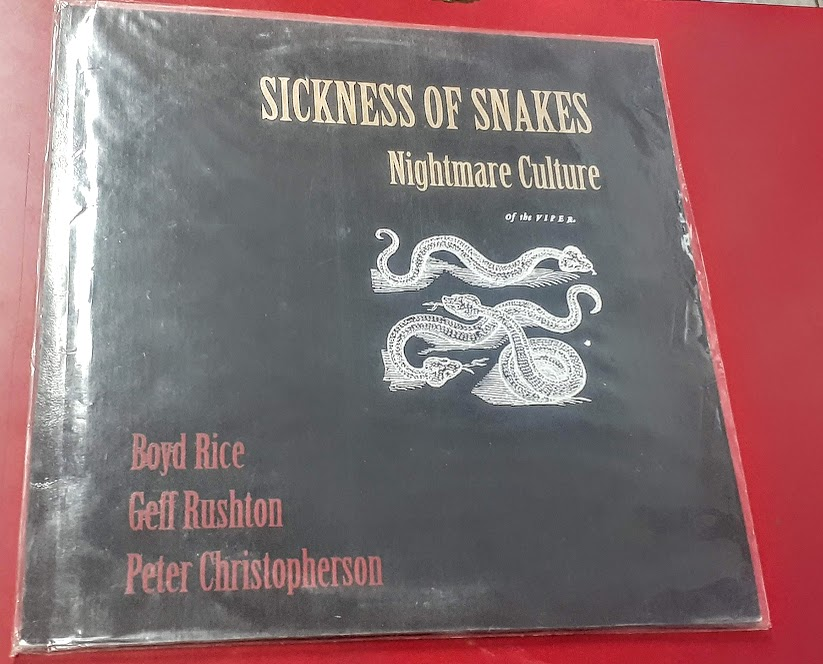 SICKNESS OF SNAKES
Nightmare Culture
Of the VIPER.
Boyd Rice
Geff Rushton
Peter Christopherson